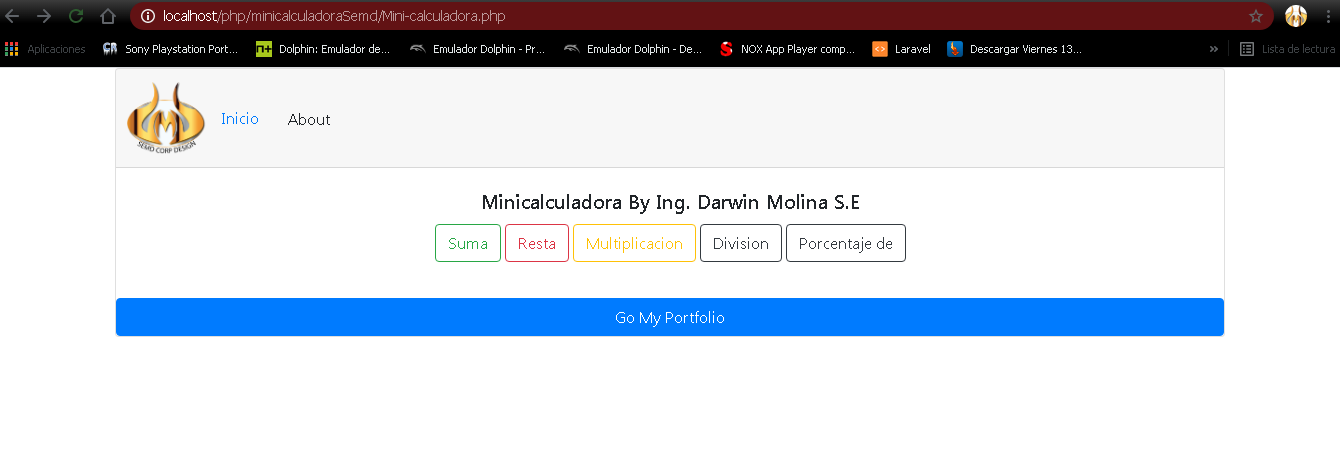 localhost/php/minicalculadoraSemd/Mini-calculadora.php
Aplicaciones Sony Playstation Port... Dolphin: Emulador de... Emulador Dolphin - Pr... Emulador Dolphin - De... NOX App Player comp... Laravel Descargar Viernes 13... » Lista de lectura
SEMD CORP DESIGN
Inicio About
Minicalculadora By Ing. Darwin Molina S.E
Suma Resta Multiplicacion Division Porcentaje de
Go My Portfolio